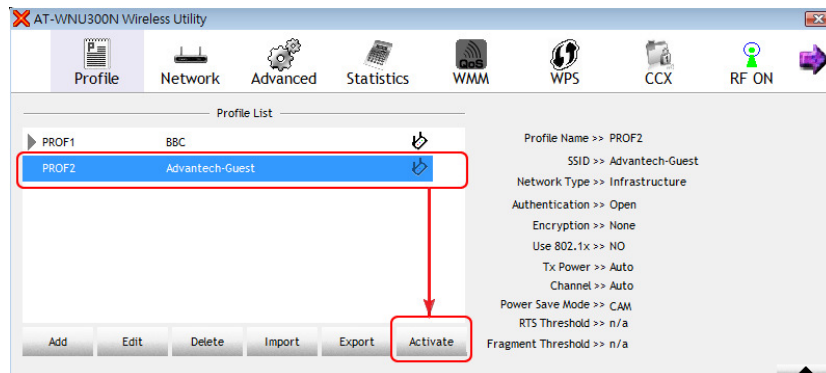 AT-WNU300N Wireless Utility
Profile Network Advanced Statistics QoS WMM WPS CCX RF ON
Profile List
PROF1 BBC
PROF2 Advantech-Guest
Profile Name >> PROF2
SSID >> Advantech-Guest
Network Type >> Infrastructure
Authentication >> Open
Encryption >> None
Use 802.1x >> NO
Tx Power >> Auto
Channel >> Auto
Power Save Mode >> CAM
RTS Threshold >> n/a
Fragment Threshold >> n/a
Add Edit Delete Import Export Activate